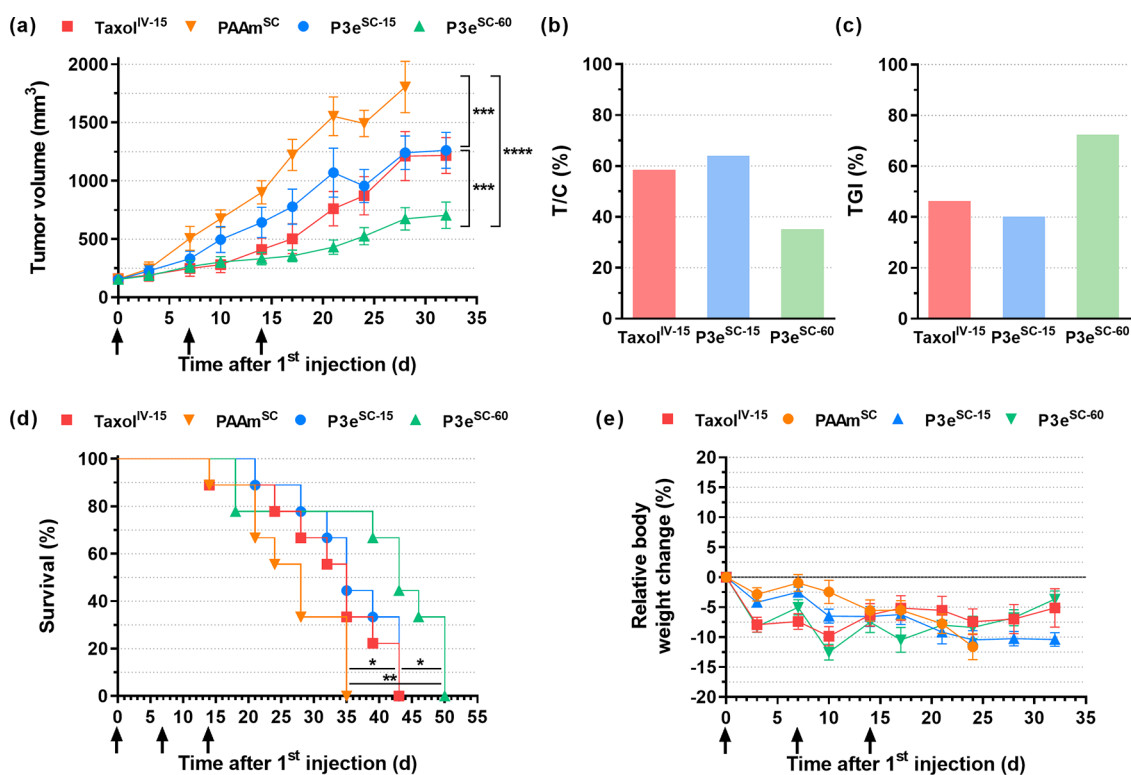 (a) Taxol^IV-15 PAAm^SC P3e^SC-15 P3e^SC-60
Tumor volume (mm³)
2000
1500
1000
500
0
*** *** ****
0 5 10 15 20 25 30 35
Time after 1^st injection (d)
(b)
T/C (%)
100
80
60
40
20
0
Taxol^IV-15 P3e^SC-15 P3e^SC-60
(c)
TGI (%)
100
80
60
40
20
0
Taxol^IV-15 P3e^SC-15 P3e^SC-60
(d) Taxol^IV-15 PAAm^SC P3e^SC-15 P3e^SC-60
Survival (%)
100
80
60
40
20
0
* *
**
0 5 10 15 20 25 30 35 40 45 50 55
Time after 1^st injection (d)
(e) Taxol^IV-15 PAAm^SC P3e^SC-15 P3e^SC-60
Relative body
weight change (%)
20
15
10
5
0
-5
-10
-15
-20
0 5 10 15 20 25 30 35
Time after 1^st injection (d)